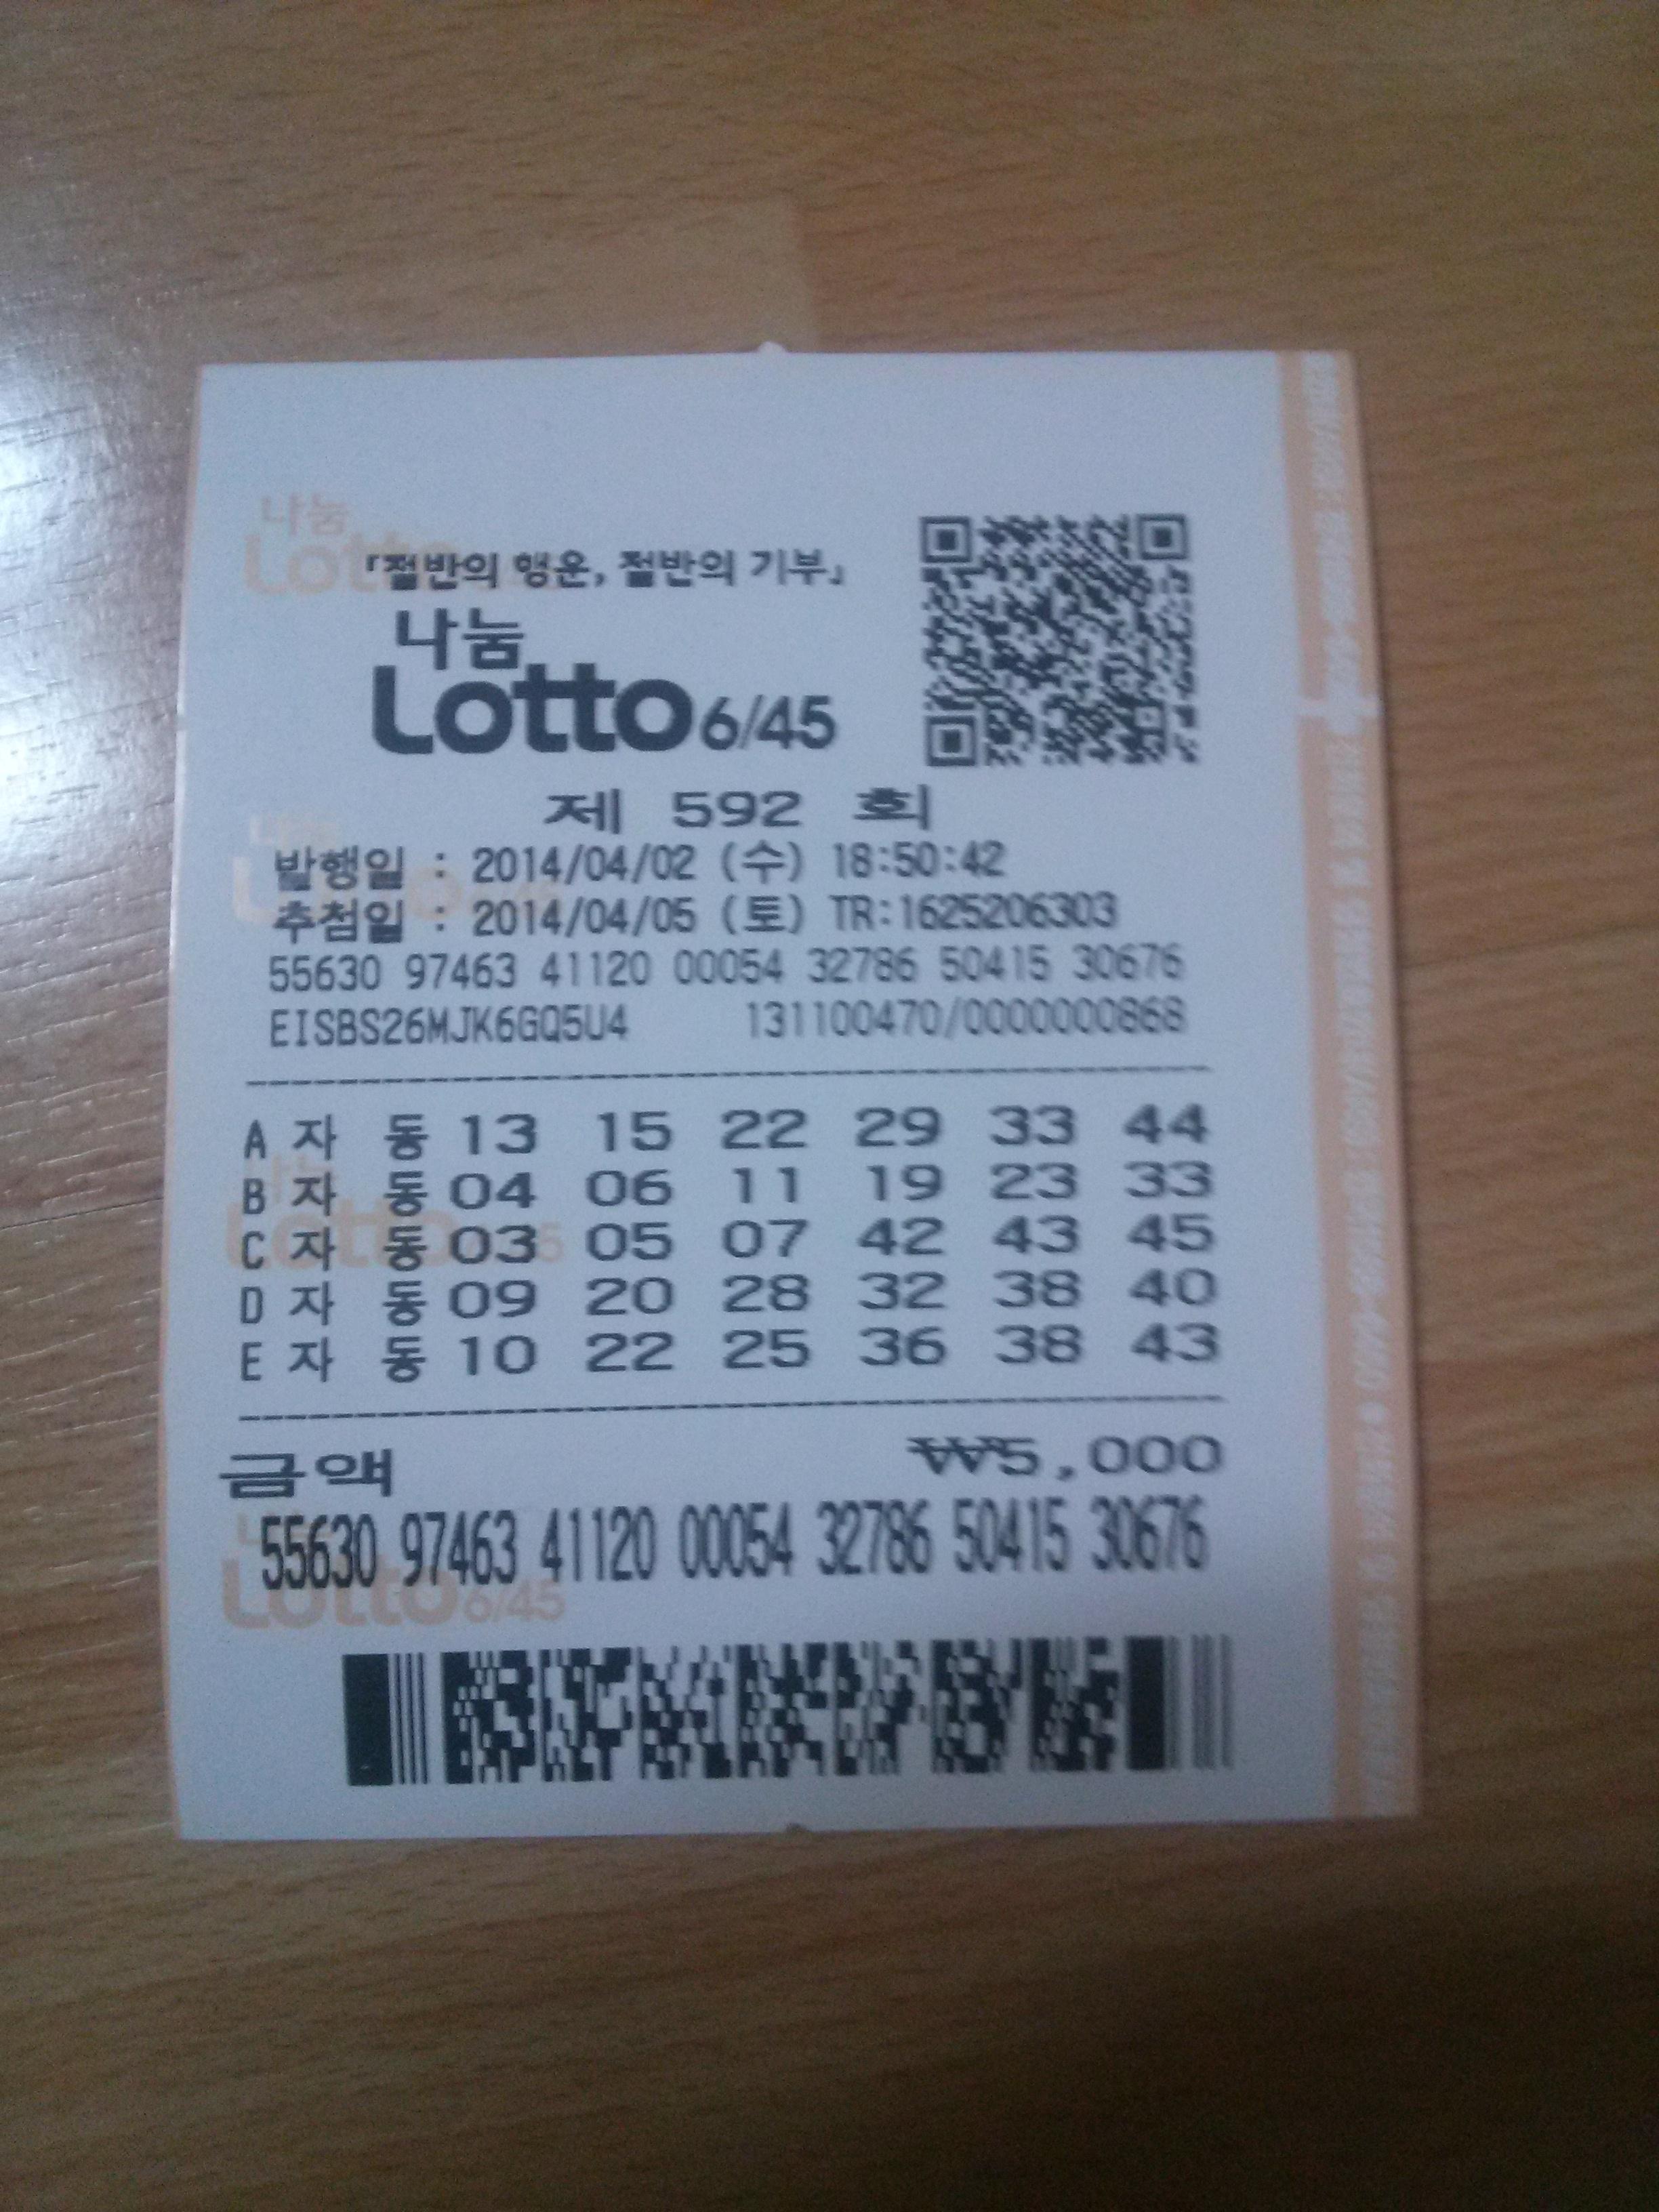 「절반의 행운, 절반의 기부」
나눔
Lotto 6/45
제 592 회
발행일 : 2014/04/02 (수) 18:50:42
추첨일 : 2014/04/05 (토) TR:1625206303
55630 97463 41120 00054 32786 50415 30676
EISBS26MJK6GQ5U4 131100470/0000000868
A 자 동 13 15 22 29 33 44
B 자 동 04 06 11 19 23 33
C 자 동 03 05 07 42 43 45
D 자 동 09 20 28 32 38 40
E 자 동 10 22 25 36 38 43
금액 ₩5,000
55630 97463 41120 00054 32786 50415 30676
Lotto 6/45